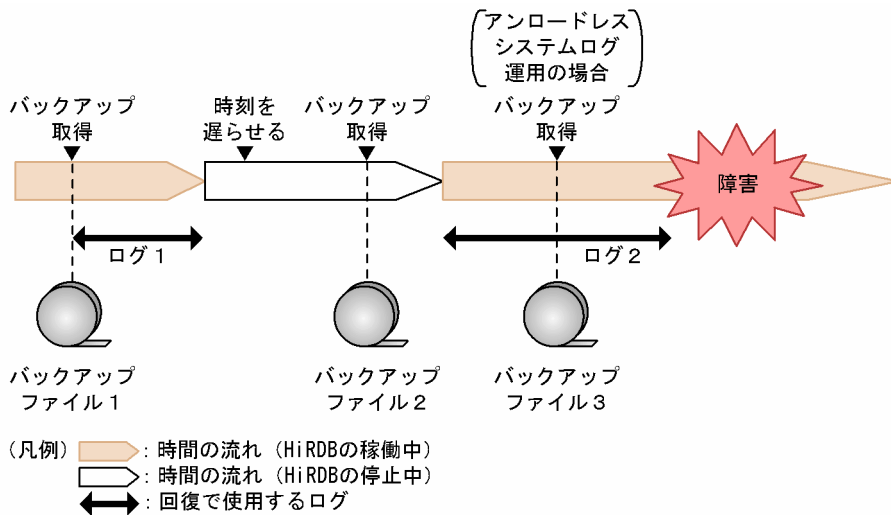 アンロードレス
システムログ
運用の場合
バックアップ
取得
時刻を
遅らせる
バックアップ
取得
バックアップ
取得
障害
ログ1
ログ2
バックアップ
ファイル1
バックアップ
ファイル2
バックアップ
ファイル3
(凡例) : 時間の流れ(HiRDBの稼働中)
: 時間の流れ(HiRDBの停止中)
: 回復で使用するログ